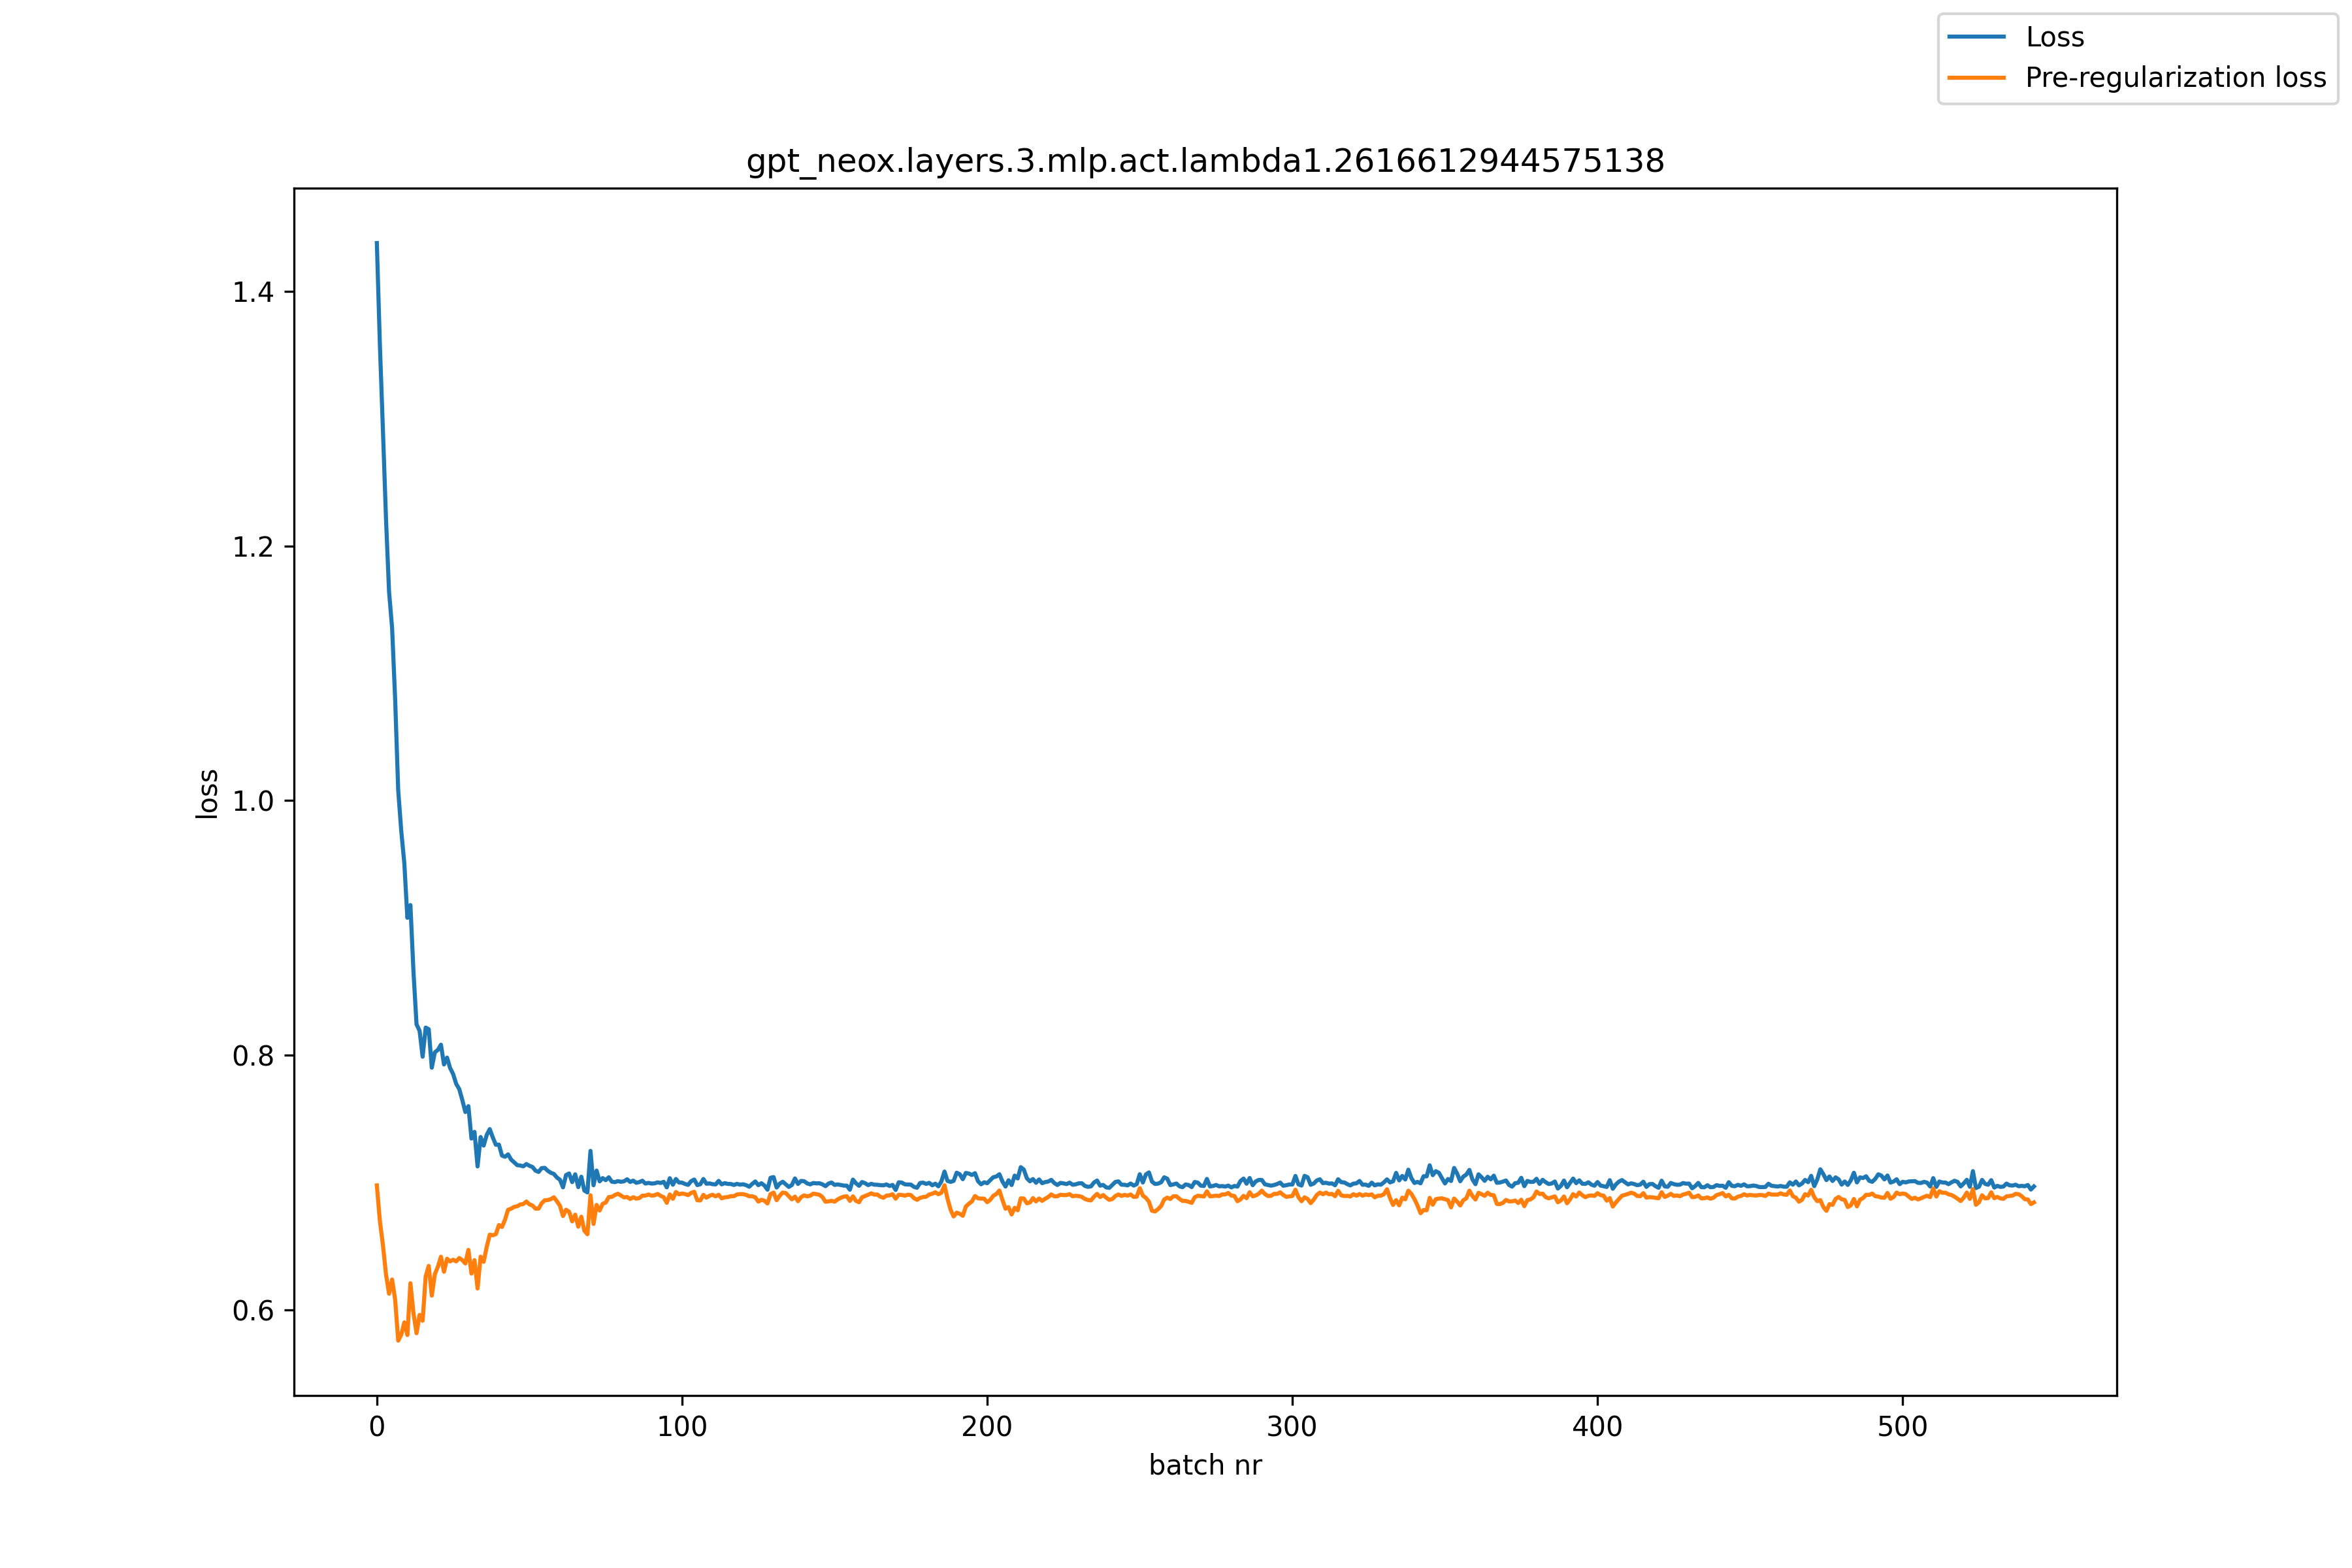 Loss
Pre-regularization loss
gpt_neox.layers.3.mlp.act.lambda1.2616612944575138
1.4
1.2
1.0
0.8
0.6
loss
0 100 200 300 400 500
batch nr